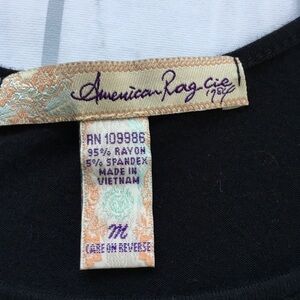 American Rag Cie
1984
RN 109986
95% RAYON
5% SPANDEX
MADE IN
VIETNAM
M
CARE ON REVERSE